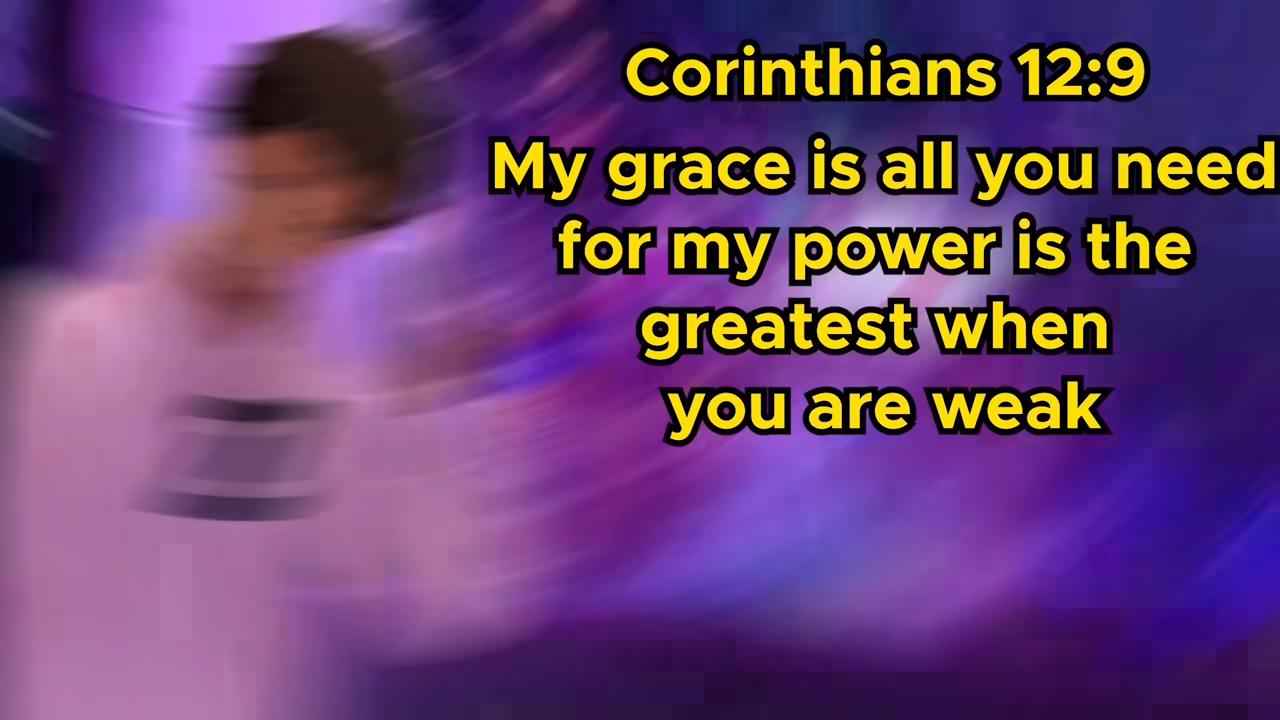 Corinthians 12:9
My grace is all you need
for my power is the
greatest when
you are weak